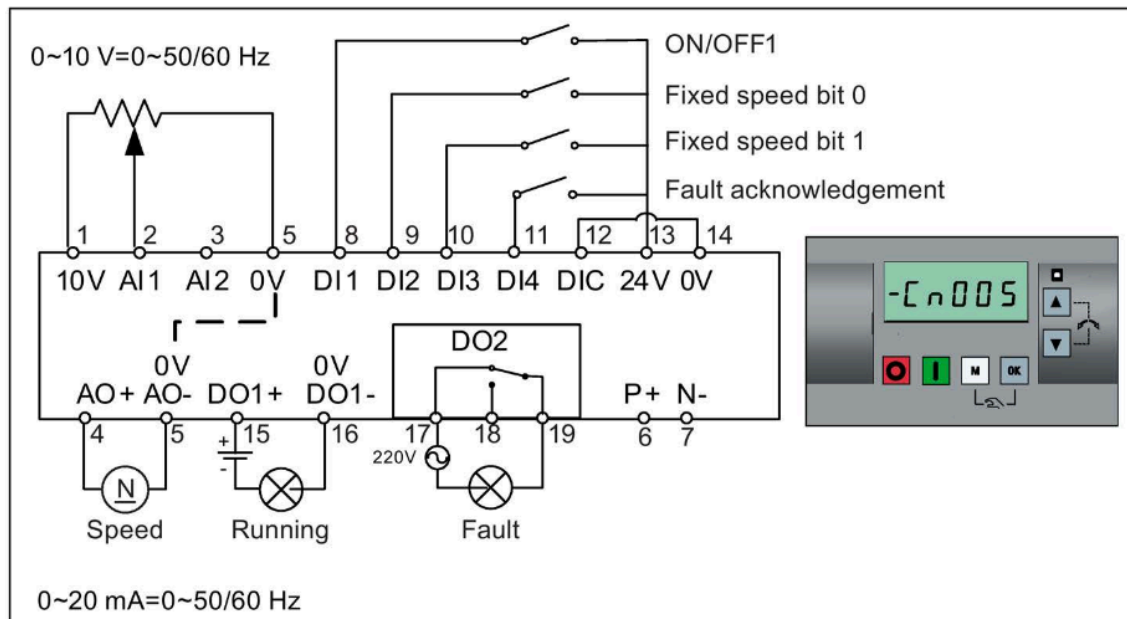 0~10 V=0~50/60 Hz
ON/OFF1
Fixed speed bit 0
Fixed speed bit 1
Fault acknowledgement
1 2 3 5 8 9 10 11 12 13 14
10V AI1 AI2 0V DI1 DI2 DI3 DI4 DIC 24V 0V
-Cn005
M OK
DO2
0V 0V
AO+ AO- DO1+ DO1- P+ N-
4 5 15 16 17 18 19 6 7
+
-
220V
N
Speed Running Fault
0~20 mA=0~50/60 Hz